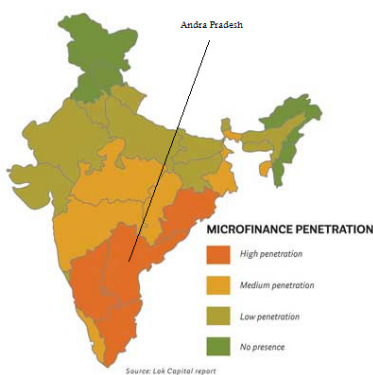 Andra Pradesh
MICROFINANCE PENETRATION
High penetration
Medium penetration
Low penetration
No presence
Source: Lok Capital report